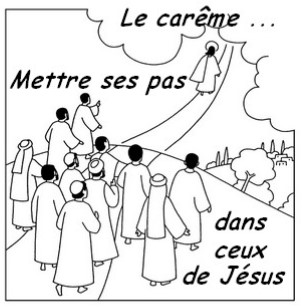 Le carême ...
Mettre ses pas
dans
ceux
de Jésus